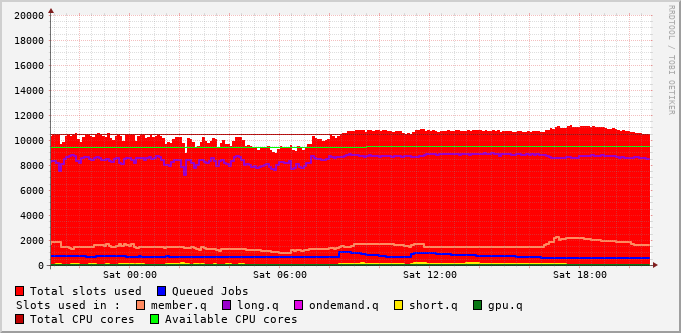 20000
18000
16000
14000
12000
10000
8000
6000
4000
2000
0
Sat 00:00 Sat 06:00 Sat 12:00 Sat 18:00
RRDTOOL / TOBI OETIKER
Total slots used Queued Jobs
Slots used in : member.q long.q ondemand.q short.q gpu.q
Total CPU cores Available CPU cores